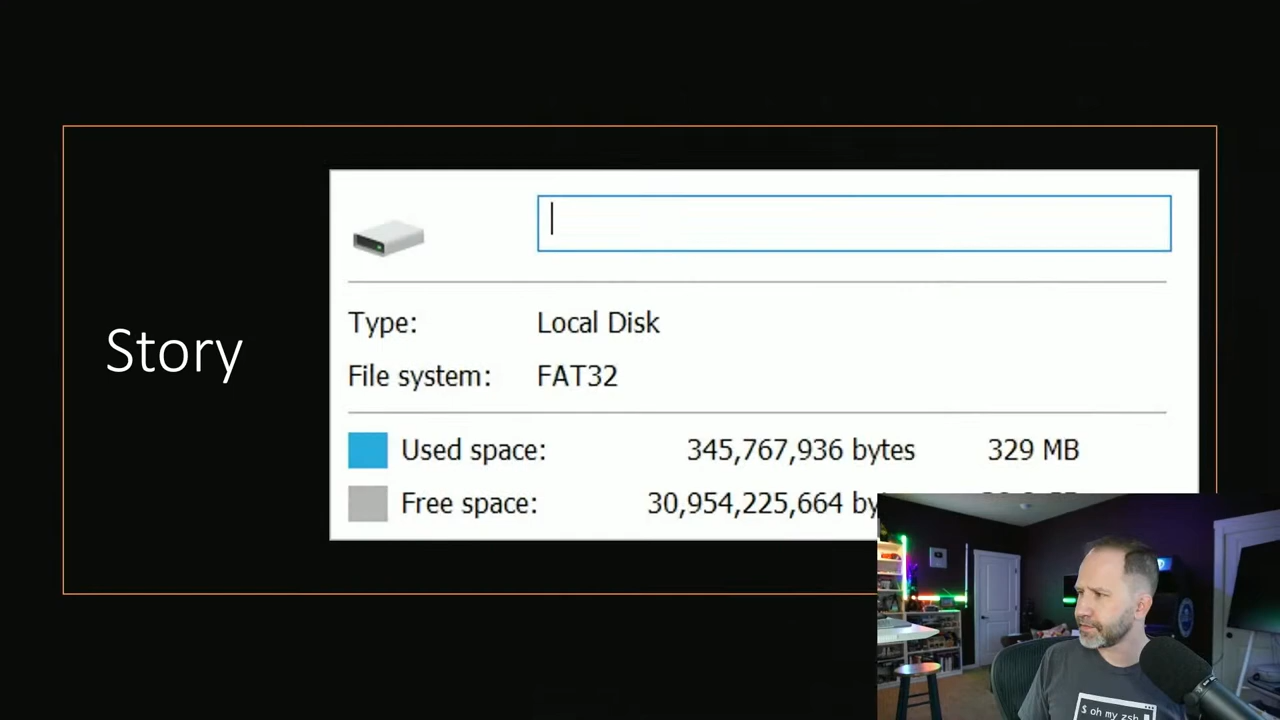 Story
Type: Local Disk
File system: FAT32
Used space: 345,767,936 bytes 329 MB
Free space: 30,954,225,664 by
$ oh my zsh